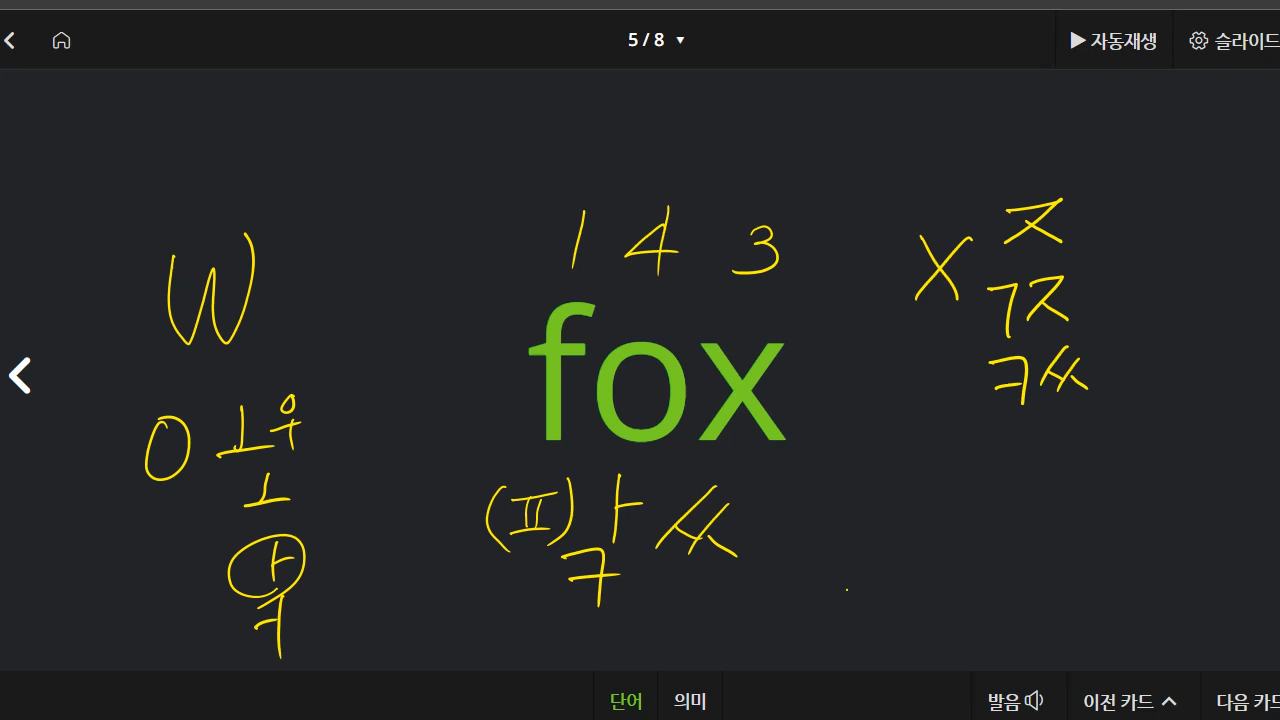 5 / 8 ▼
▶ 자동재생
슬라이드
W
1 4 3
X ㅈ
ㄱㅈ
ㅋㅆ
fox
O ㅗ우
ㅗ
ㅏ
ㅋ
(ㅍ) ㅏ ㅆ
ㅋ
단어
의미
발음
이전 카드
다음 카드